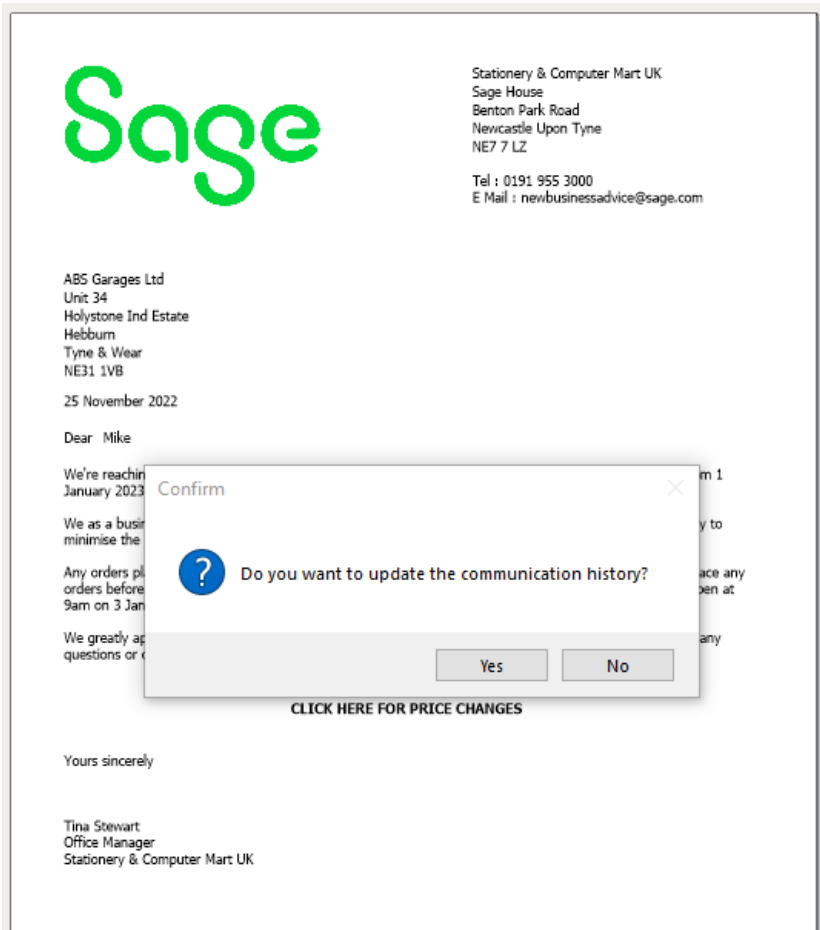 Sage
Stationery & Computer Mart UK
Sage House
Benton Park Road
Newcastle Upon Tyne
NE7 7 LZ
Tel : 0191 955 3000
E Mail : newbusinessadvice@sage.com
ABS Garages Ltd
Unit 34
Holystone Ind Estate
Hebburn
Tyne & Wear
NE31 1VB
25 November 2022
Dear Mike
We're reachin m 1
January 2023
We as a busin y to
minimise the
Any orders pl ace any
orders before pen at
9am on 3 Jan
We greatly ap any
questions or
Confirm
Do you want to update the communication history?
Yes No
CLICK HERE FOR PRICE CHANGES
Yours sincerely
Tina Stewart
Office Manager
Stationery & Computer Mart UK